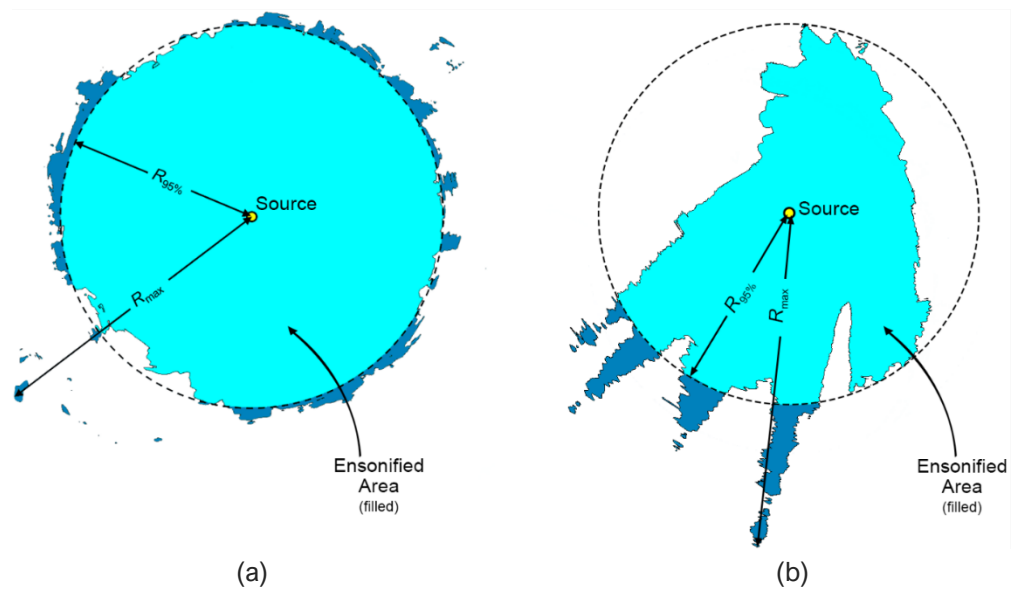 Source
R95%
Rmax
Ensonified
Area
(filled)
(a)
Source
R95%
Rmax
Ensonified
Area
(filled)
(b)